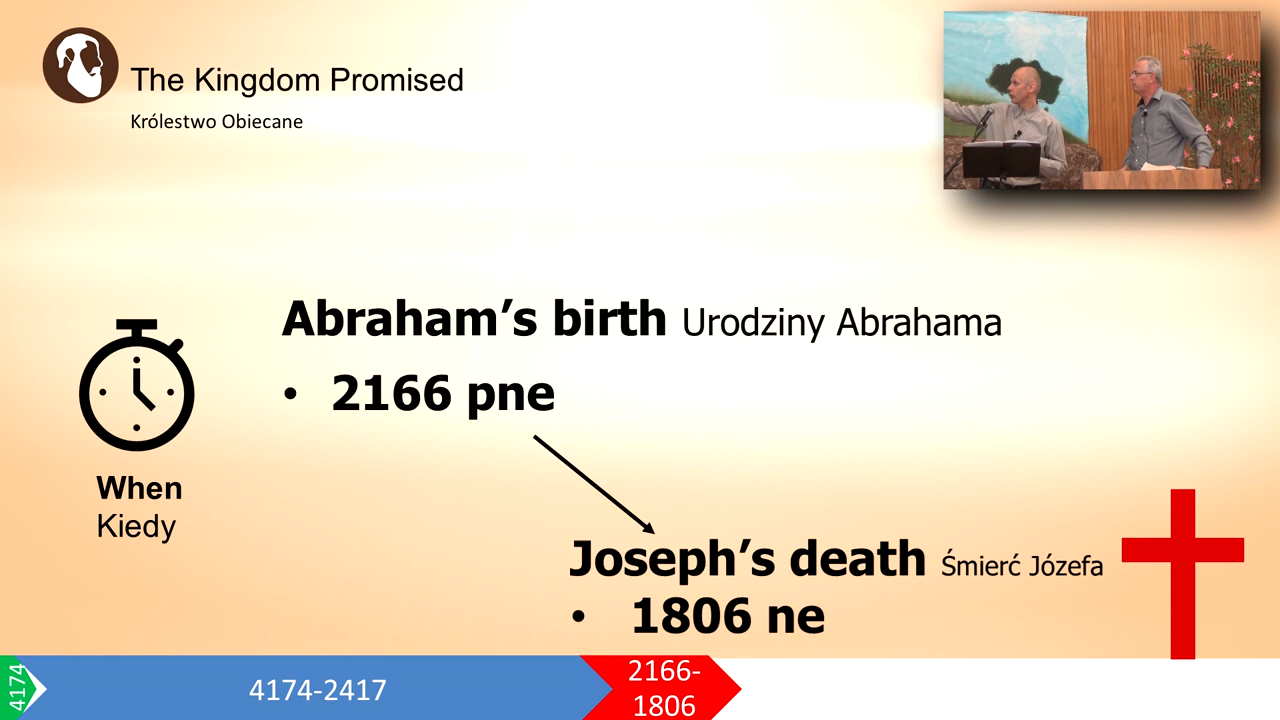 The Kingdom Promised
Królestwo Obiecane
Abraham’s birth Urodziny Abrahama
• 2166 pne
When
Kiedy
Joseph’s death Śmierć Józefa
• 1806 ne
4174
4174-2417
2166-
1806